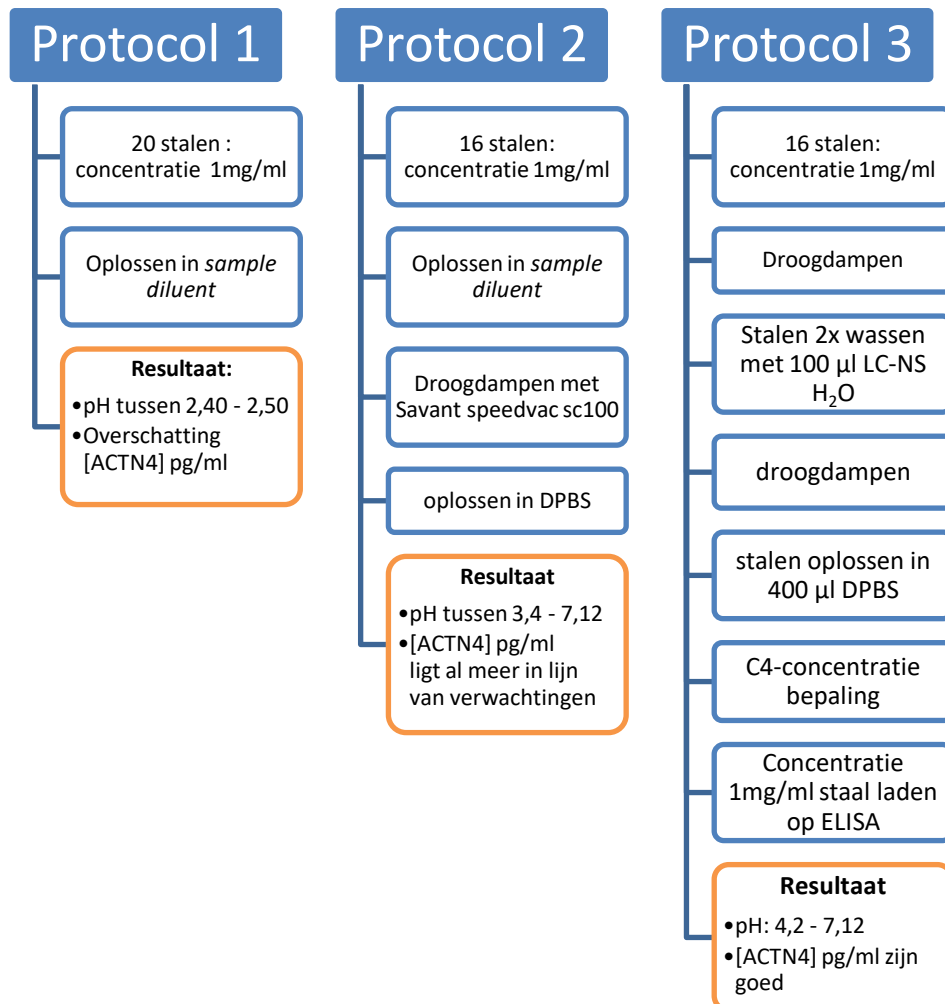 Protocol 1
20 stalen :
concentratie 1mg/ml
Oplossen in sample
diluent
Resultaat:
•pH tussen 2,40 - 2,50
•Overschatting
[ACTN4] pg/ml
Protocol 2
16 stalen:
concentratie 1mg/ml
Oplossen in sample
diluent
Droogdampen met
Savant speedvac sc100
oplossen in DPBS
Resultaat
•pH tussen 3,4 - 7,12
•[ACTN4] pg/ml
ligt al meer in lijn
van verwachtingen
Protocol 3
16 stalen:
concentratie 1mg/ml
Droogdampen
Stalen 2x wassen
met 100 µl LC-NS
H₂O
droogdampen
stalen oplossen in
400 µl DPBS
C4-concentratie
bepaling
Concentratie
1mg/ml staal laden
op ELISA
Resultaat
•pH: 4,2 - 7,12
•[ACTN4] pg/ml zijn
goed